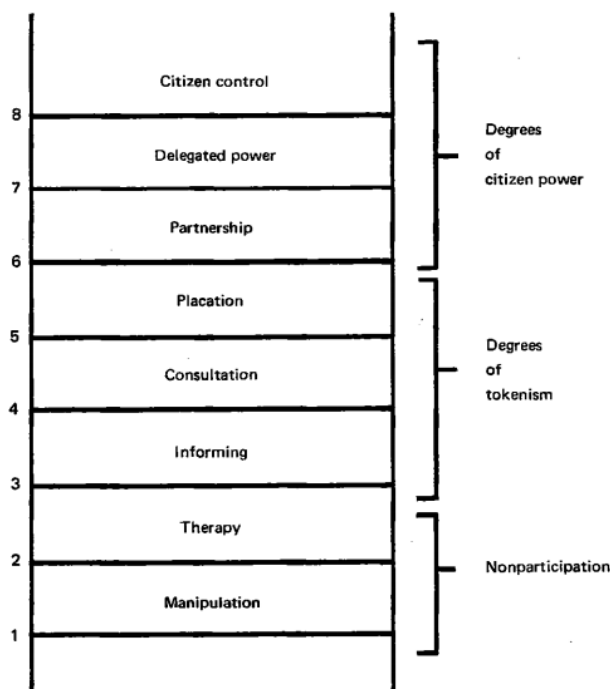 Citizen control
8
Delegated power
7
Partnership
6
Placation
5
Consultation
4
Informing
3
Therapy
2
Manipulation
1
Degrees
of
citizen power
Degrees
of
tokenism
Nonparticipation